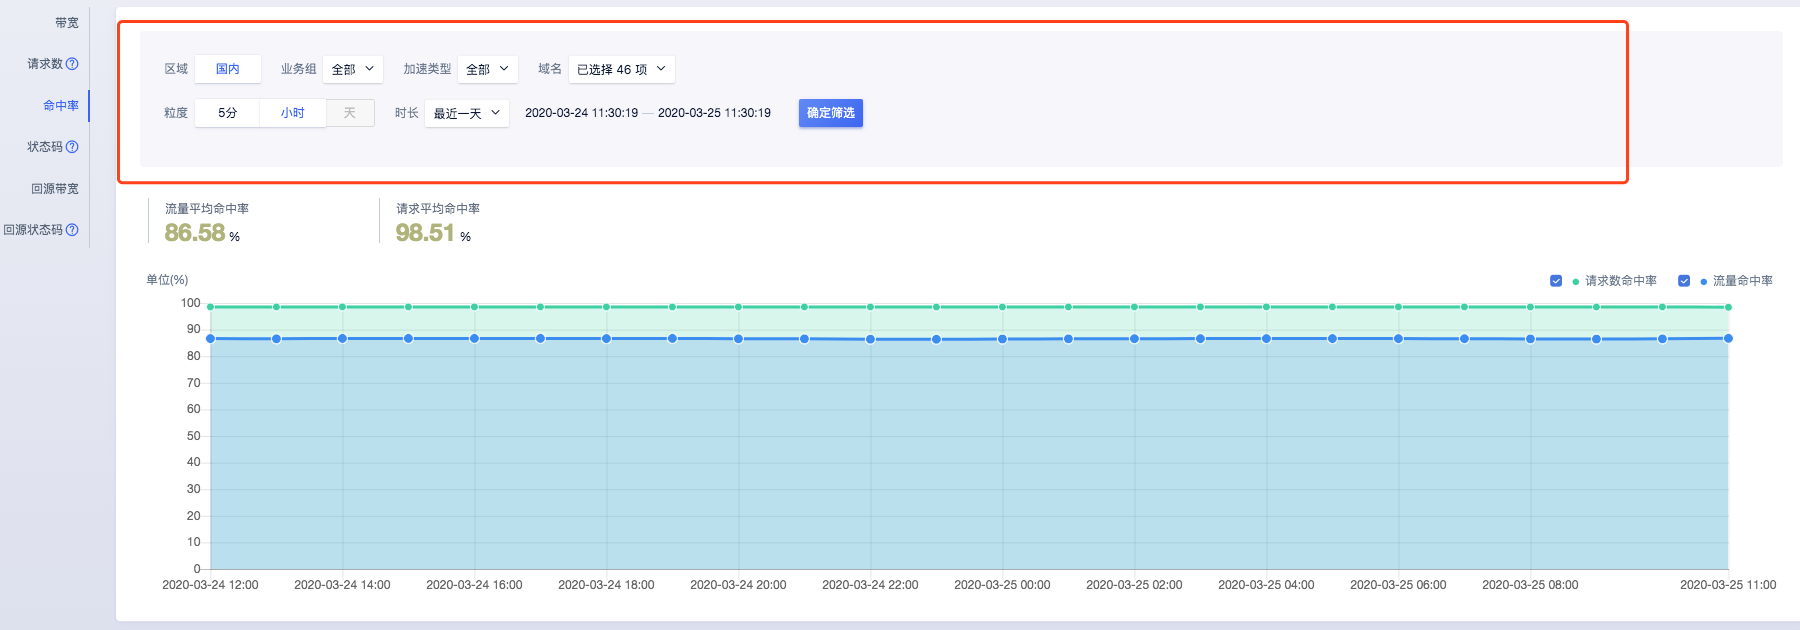 带宽
请求数?
命中率
状态码?
回源带宽
回源状态码?
区域 国内 业务组 全部 加速类型 全部 域名 已选择 46 项
粒度 5分 小时 天 时长 最近一天 2020-03-24 11:30:19 — 2020-03-25 11:30:19 确定筛选
流量平均命中率 请求平均命中率
86.58 % 98.51 %
单位(%) 请求数命中率 流量命中率
100
90
80
70
60
50
40
30
20
10
0
2020-03-24 12:00 2020-03-24 14:00 2020-03-24 16:00 2020-03-24 18:00 2020-03-24 20:00 2020-03-24 22:00 2020-03-25 00:00 2020-03-25 02:00 2020-03-25 04:00 2020-03-25 06:00 2020-03-25 08:00 2020-03-25 11:00